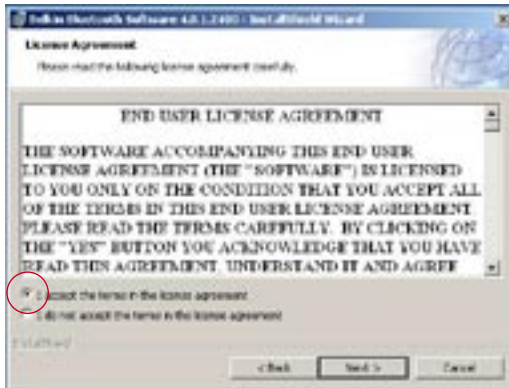 Belkin Bluetooth Software 4.0.1.2400 - InstallShield Wizard
License Agreement
Please read the following license agreement carefully.
END USER LICENSE AGREEMENT
THE SOFTWARE ACCOMPANYING THIS END USER
LICENSE AGREEMENT (THE "SOFTWARE") IS LICENSED
TO YOU ONLY ON THE CONDITION THAT YOU ACCEPT ALL
OF THE TERMS IN THIS END USER LICENSE AGREEMENT.
PLEASE READ THE TERMS CAREFULLY. BY CLICKING ON
THE "YES" BUTTON YOU ACKNOWLEDGE THAT YOU HAVE
READ THIS AGREEMENT, UNDERSTAND IT AND AGREE
I accept the terms in the license agreement
I do not accept the terms in the license agreement
InstallShield
< Back Next > Cancel